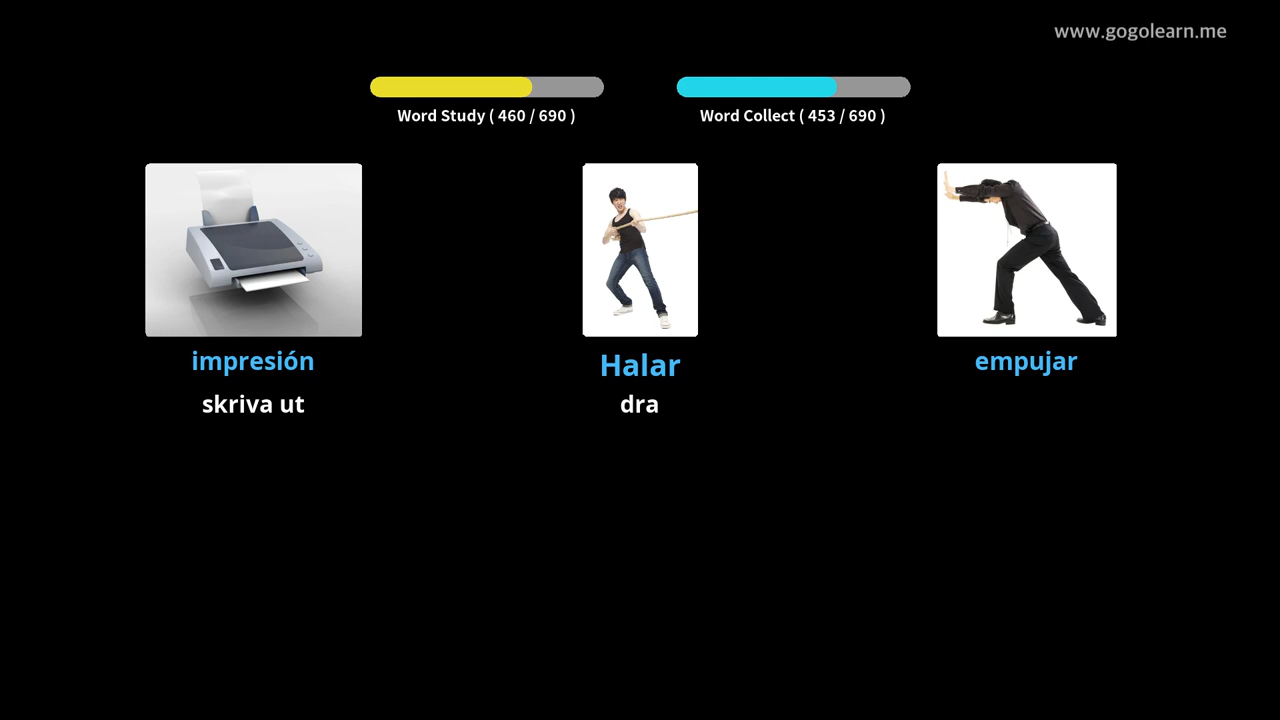 www.gogolearn.me
Word Study ( 460 / 690 )
Word Collect ( 453 / 690 )
impresión
Halar
empujar
skriva ut
dra